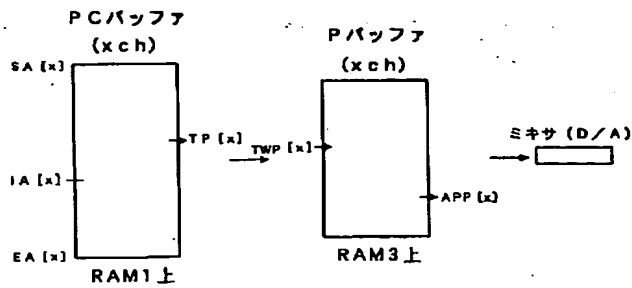 PCバッファ
(xch)
SA[x]
TP[x]
IA[x]
EA[x]
RAM1上
Pバッファ
(xch)
TWP[x]
APP[x]
RAM3上
ミキサ(D/A)